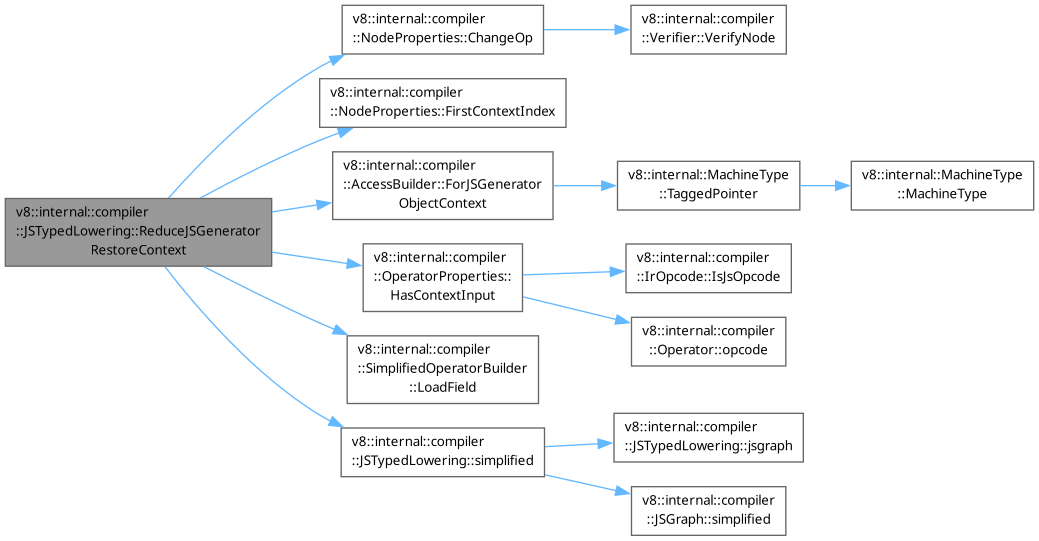 v8::internal::compiler
::JSTypedLowering::ReduceJSGenerator
RestoreContext
v8::internal::compiler
::NodeProperties::ChangeOp
v8::internal::compiler
::Verifier::VerifyNode
v8::internal::compiler
::NodeProperties::FirstContextIndex
v8::internal::compiler
::AccessBuilder::ForJSGenerator
ObjectContext
v8::internal::MachineType
::TaggedPointer
v8::internal::MachineType
::MachineType
v8::internal::compiler
::OperatorProperties::
HasContextInput
v8::internal::compiler
::IrOpcode::IsJsOpcode
v8::internal::compiler
::Operator::opcode
v8::internal::compiler
::SimplifiedOperatorBuilder
::LoadField
v8::internal::compiler
::JSTypedLowering::simplified
v8::internal::compiler
::JSTypedLowering::jsgraph
v8::internal::compiler
::JSGraph::simplified